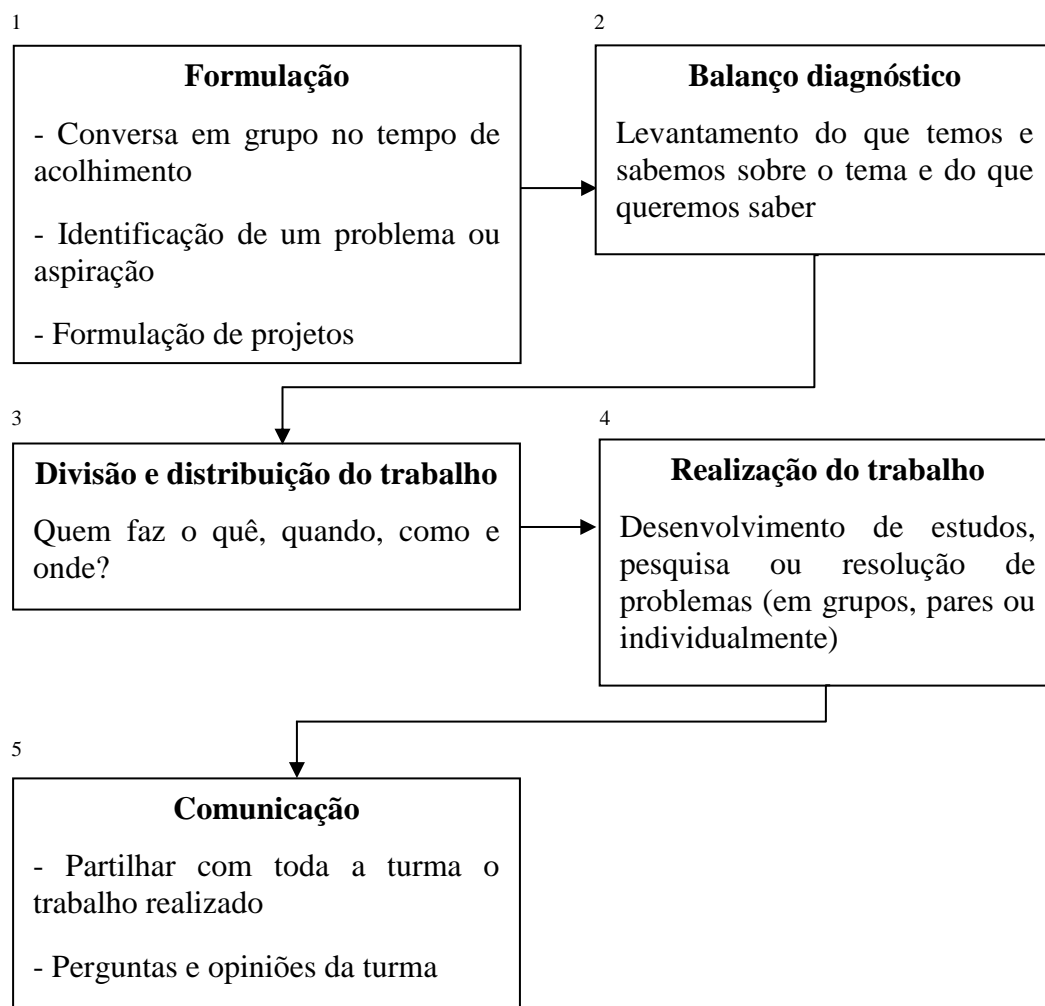 1
Formulação
- Conversa em grupo no tempo de
acolhimento
- Identificação de um problema ou
aspiração
- Formulação de projetos
2
Balanço diagnóstico
Levantamento do que temos e
sabemos sobre o tema e do que
queremos saber
3
Divisão e distribuição do trabalho
Quem faz o quê, quando, como e
onde?
4
Realização do trabalho
Desenvolvimento de estudos,
pesquisa ou resolução de
problemas (em grupos, pares ou
individualmente)
5
Comunicação
- Partilhar com toda a turma o
trabalho realizado
- Perguntas e opiniões da turma